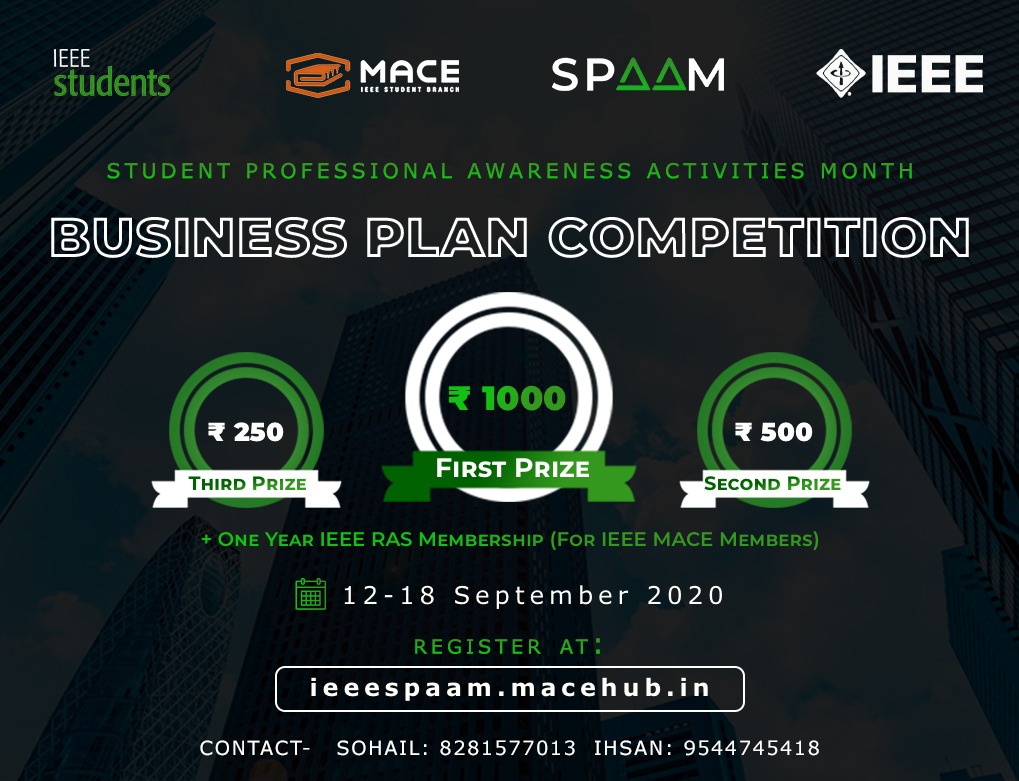 IEEE
students
MACE
IEEE STUDENT BRANCH
SPAAM
IEEE
STUDENT PROFESSIONAL AWARENESS ACTIVITIES MONTH
BUSINESS PLAN COMPETITION
₹ 250
THIRD PRIZE
₹ 1000
FIRST PRIZE
₹ 500
SECOND PRIZE
+ ONE YEAR IEEE RAS MEMBERSHIP (FOR IEEE MACE MEMBERS)
12-18 September 2020
REGISTER AT:
ieeespaam.macehub.in
CONTACT- SOHAIL: 8281577013 IHSAN: 9544745418